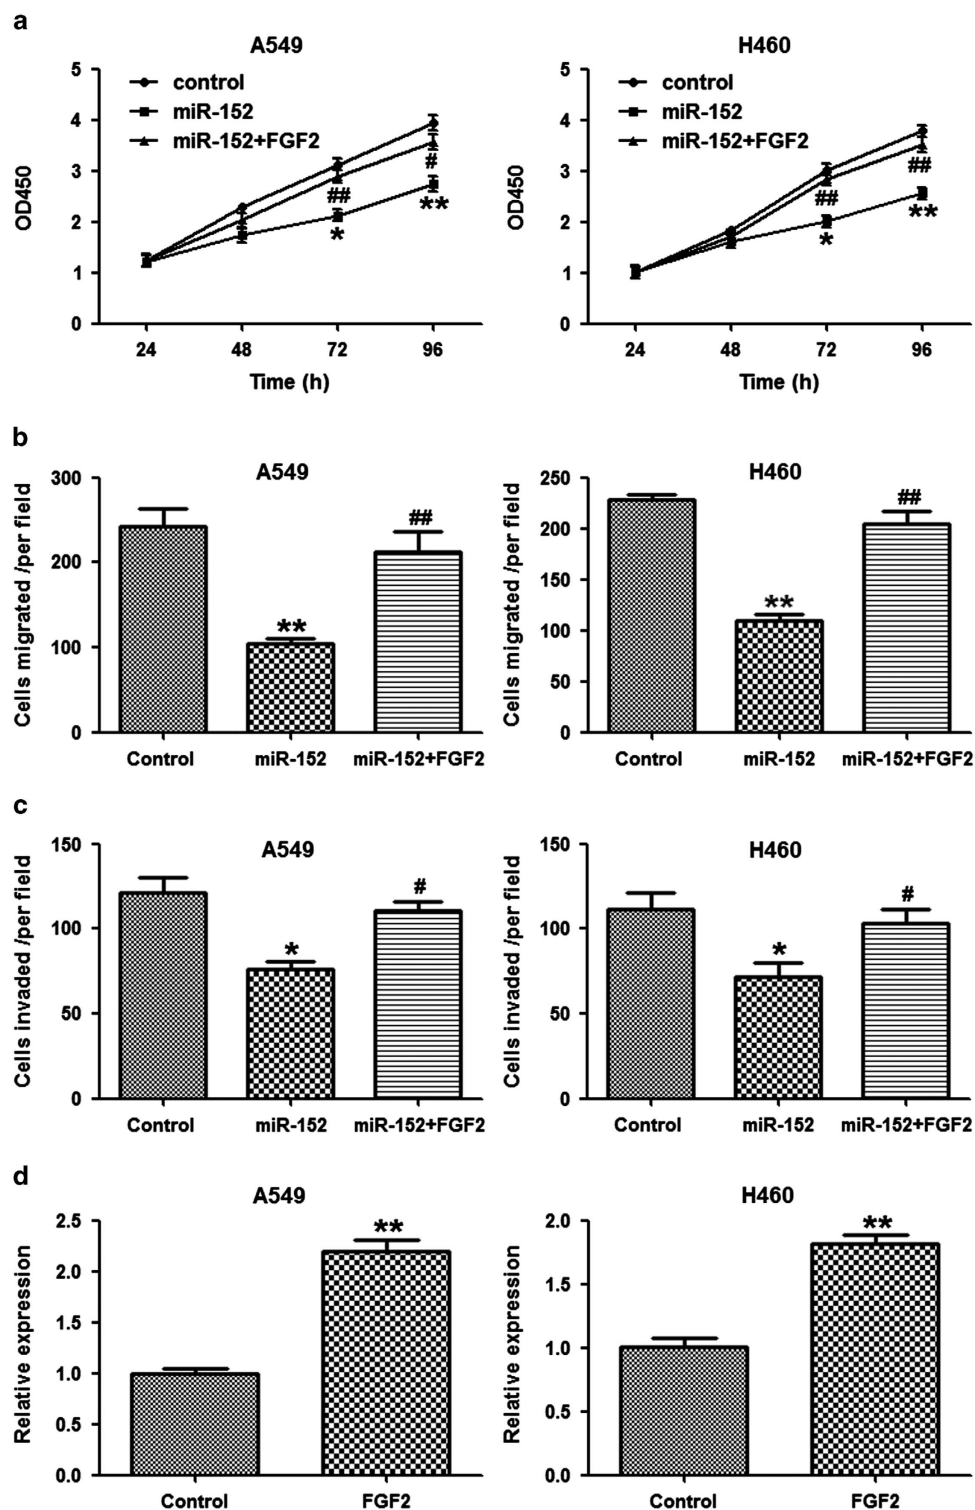 a
A549
5
4
3
2
1
0
OD450
control
miR-152
miR-152+FGF2
##
*
#
**
24 48 72 96
Time (h)
H460
5
4
3
2
1
0
OD450
control
miR-152
miR-152+FGF2
##
*
##
**
24 48 72 96
Time (h)
b
A549
300
200
100
0
Cells migrated /per field
**
##
Control miR-152 miR-152+FGF2
H460
250
200
150
100
50
0
Cells migrated /per field
**
##
Control miR-152 miR-152+FGF2
c
A549
150
100
50
0
Cells invaded /per field
*
#
Control miR-152 miR-152+FGF2
H460
150
100
50
0
Cells invaded /per field
*
#
Control miR-152 miR-152+FGF2
d
A549
2.5
2.0
1.5
1.0
0.5
0.0
Relative expression
**
Control FGF2
H460
2.0
1.5
1.0
0.5
0.0
Relative expression
**
Control FGF2